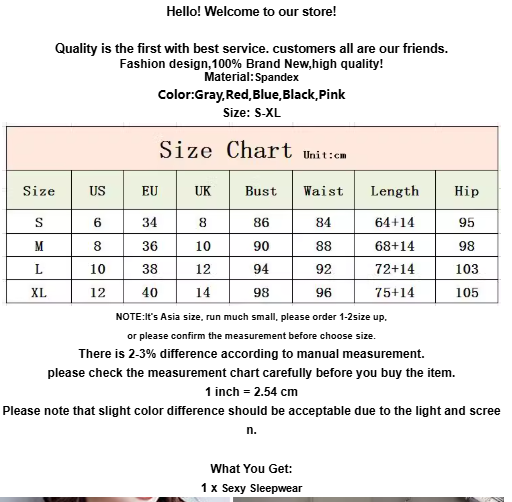 Hello! Welcome to our store!
Quality is the first with best service. customers all are our friends.
Fashion design,100% Brand New,high quality!
Material:Spandex
Color:Gray,Red,Blue,Black,Pink
Size: S-XL
Size Chart Unit:cm
Size US EU UK Bust Waist Length Hip
S 6 34 8 86 84 64+14 95
M 8 36 10 90 88 68+14 98
L 10 38 12 94 92 72+14 103
XL 12 40 14 98 96 75+14 105
NOTE:It's Asia size, run much small, please order 1-2size up,
or please confirm the measurement before choose size.
There is 2-3% difference according to manual measurement.
please check the measurement chart carefully before you buy the item.
1 inch = 2.54 cm
Please note that slight color difference should be acceptable due to the light and scree
n.
What You Get:
1 x Sexy Sleepwear